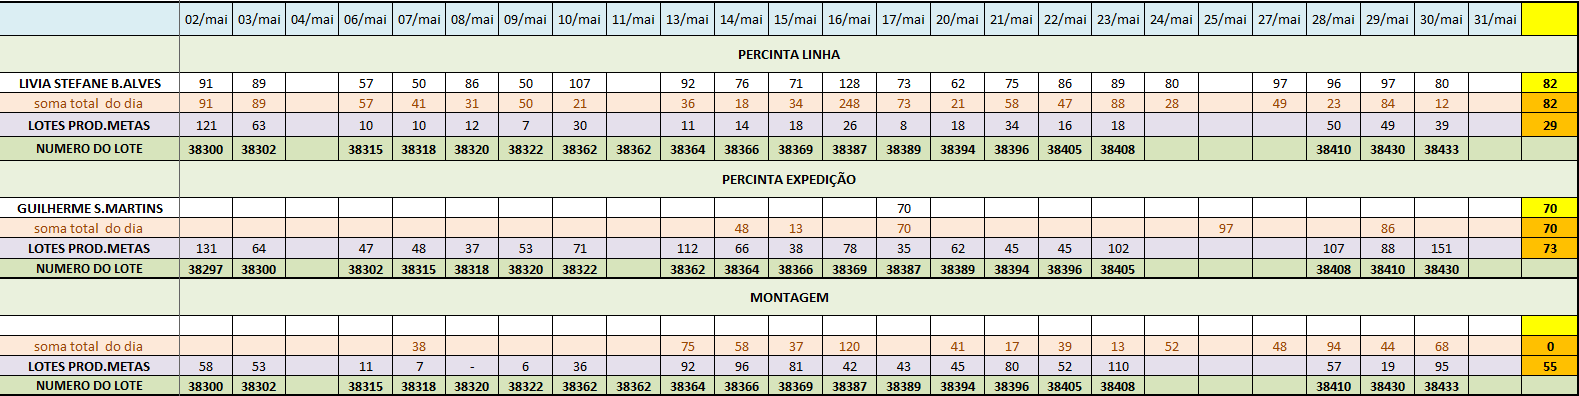 02/mai 03/mai 04/mai 06/mai 07/mai 08/mai 09/mai 10/mai 11/mai 13/mai 14/mai 15/mai 16/mai 17/mai 20/mai 21/mai 22/mai 23/mai 24/mai 25/mai 27/mai 28/mai 29/mai 30/mai 31/mai
PERCINTA LINHA
LIVIA STEFANE B.ALVES 91 89 57 50 86 50 107 92 76 71 128 73 62 75 86 89 80 97 96 97 80 82
soma total do dia 91 89 57 41 31 50 21 36 18 34 248 73 21 58 47 88 28 49 23 84 12 82
LOTES PROD.METAS 121 63 10 10 12 7 30 11 14 18 26 8 18 34 16 18 50 49 39 29
NUMERO DO LOTE 38300 38302 38315 38318 38320 38322 38362 38362 38364 38366 38369 38387 38389 38394 38396 38405 38408 38410 38430 38433
PERCINTA EXPEDIÇÃO
GUILHERME S.MARTINS 70 70
soma total do dia 48 13 70 97 86 70
LOTES PROD.METAS 131 64 47 48 37 53 71 112 66 38 78 35 62 45 45 102 107 88 151 73
NUMERO DO LOTE 38297 38300 38302 38315 38318 38320 38322 38362 38364 38366 38369 38387 38389 38394 38396 38405 38408 38410 38430
MONTAGEM
soma total do dia 38 75 58 37 120 41 17 39 13 52 48 94 44 68 0
LOTES PROD.METAS 58 53 11 7 - 6 36 92 96 81 42 43 45 80 52 110 57 19 95 55
NUMERO DO LOTE 38300 38302 38315 38318 38320 38322 38362 38362 38364 38366 38369 38387 38389 38394 38396 38405 38408 38410 38430 38433